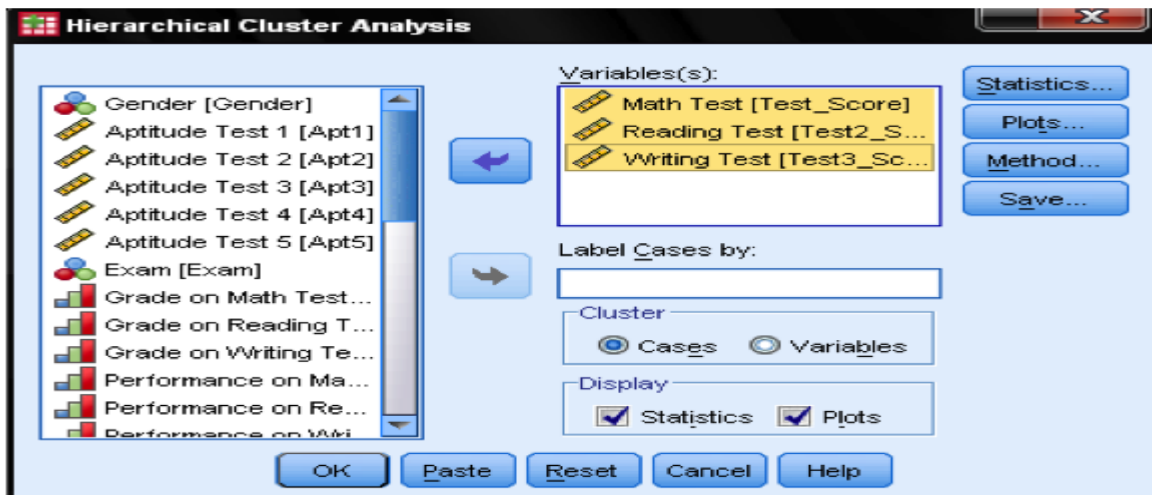 Hierarchical Cluster Analysis
Gender [Gender]
Aptitude Test 1 [Apt1]
Aptitude Test 2 [Apt2]
Aptitude Test 3 [Apt3]
Aptitude Test 4 [Apt4]
Aptitude Test 5 [Apt5]
Exam [Exam]
Grade on Math Test...
Grade on Reading T...
Grade on Writing Te...
Performance on Ma...
Performance on Re...
Performance on Wri
Variables(s):
Math Test [Test_Score]
Reading Test [Test2_S...
Writing Test [Test3_Sc...
Label Cases by:
Cluster
Cases Variables
Display
Statistics Plots
Statistics...
Plots...
Method...
Save...
OK Paste Reset Cancel Help